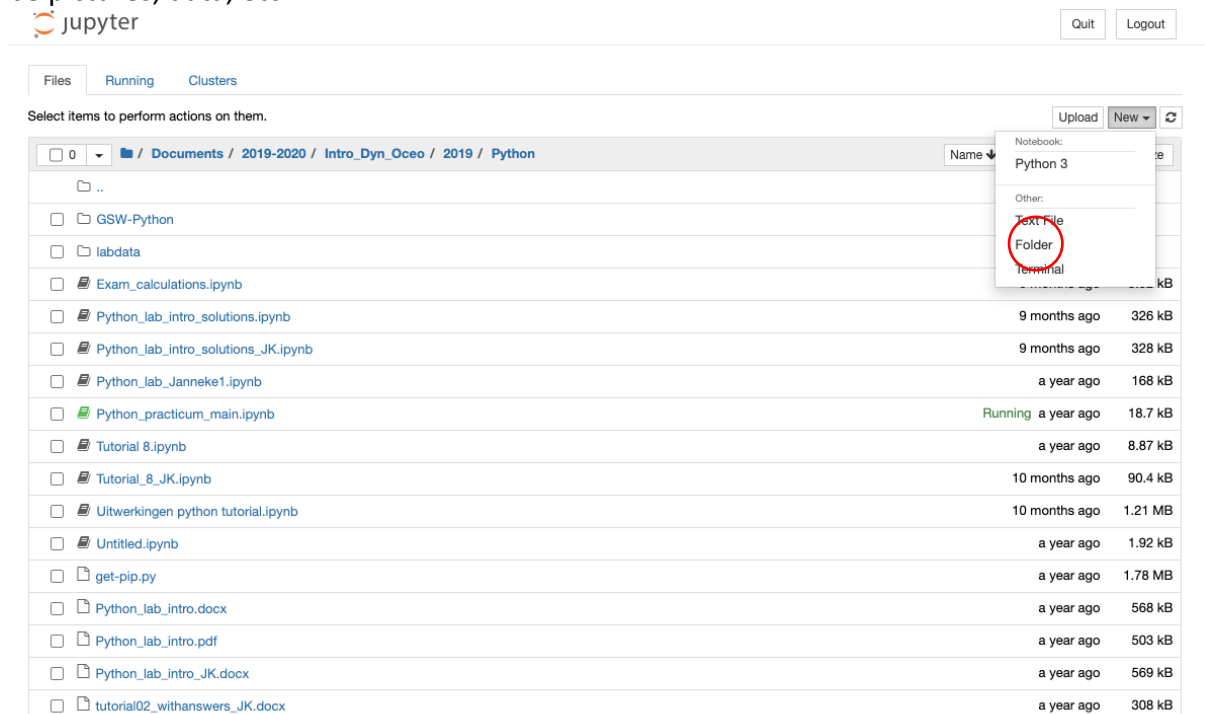 jupyter
Quit Logout
Files Running Clusters
Select items to perform actions on them.
Upload New
0 / Documents / 2019-2020 / Intro_Dyn_Oceo / 2019 / Python Name
Notebook:
Python 3
Other:
Text File
Folder
Terminal
..
GSW-Python
labdata
Exam_calculations.ipynb kB
Python_lab_intro_solutions.ipynb 9 months ago 326 kB
Python_lab_intro_solutions_JK.ipynb 9 months ago 328 kB
Python_lab_Janneke1.ipynb a year ago 168 kB
Python_practicum_main.ipynb Running a year ago 18.7 kB
Tutorial 8.ipynb a year ago 8.87 kB
Tutorial_8_JK.ipynb 10 months ago 90.4 kB
Uitwerkingen python tutorial.ipynb 10 months ago 1.21 MB
Untitled.ipynb a year ago 1.92 kB
get-pip.py a year ago 1.78 MB
Python_lab_intro.docx a year ago 568 kB
Python_lab_intro.pdf a year ago 503 kB
Python_lab_intro_JK.docx a year ago 569 kB
tutorial02_withanswers_JK.docx a year ago 308 kB